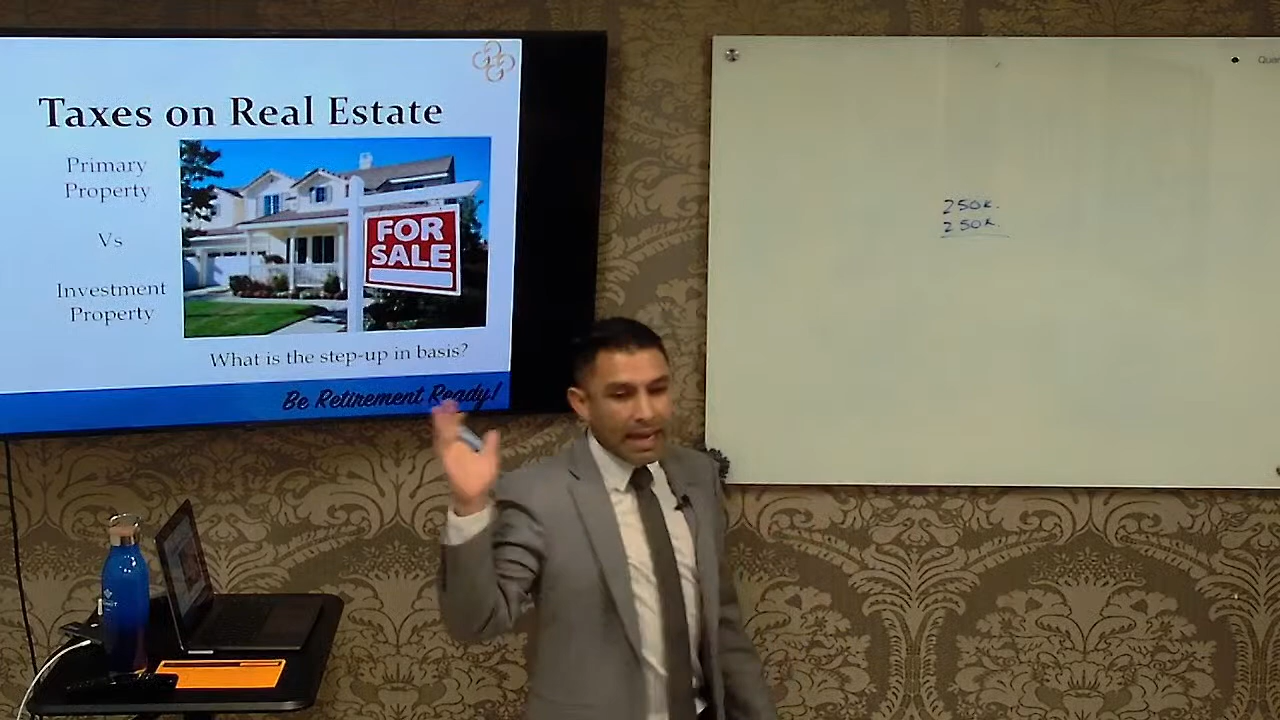 Taxes on Real Estate
Primary
Property
Vs
Investment
Property
FOR
SALE
What is the step-up in basis?
Be Retirement Ready!
250K.
250K.